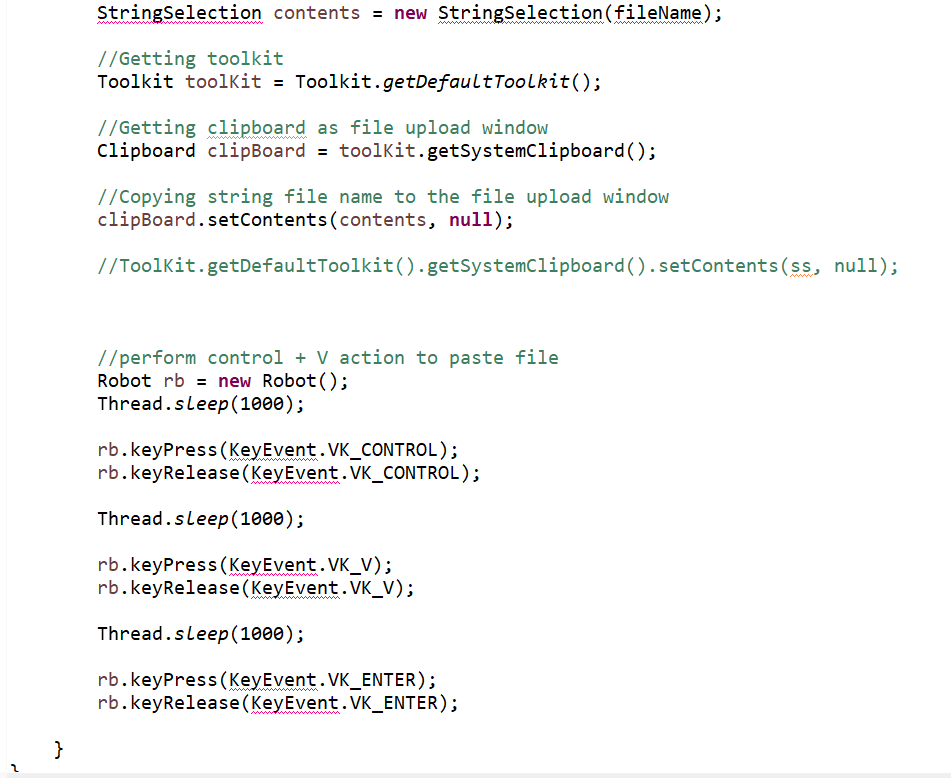 StringSelection contents = new StringSelection(fileName);
//Getting toolkit
Toolkit toolKit = Toolkit.getDefaultToolkit();
//Getting clipboard as file upload window
Clipboard clipBoard = toolKit.getSystemClipboard();
//Copying string file name to the file upload window
clipBoard.setContents(contents, null);
//ToolKit.getDefaultToolkit().getSystemClipboard().setContents(ss, null);
//perform control + V action to paste file
Robot rb = new Robot();
Thread.sleep(1000);
rb.keyPress(KeyEvent.VK_CONTROL);
rb.keyRelease(KeyEvent.VK_CONTROL);
Thread.sleep(1000);
rb.keyPress(KeyEvent.VK_V);
rb.keyRelease(KeyEvent.VK_V);
Thread.sleep(1000);
rb.keyPress(KeyEvent.VK_ENTER);
rb.keyRelease(KeyEvent.VK_ENTER);
}
}